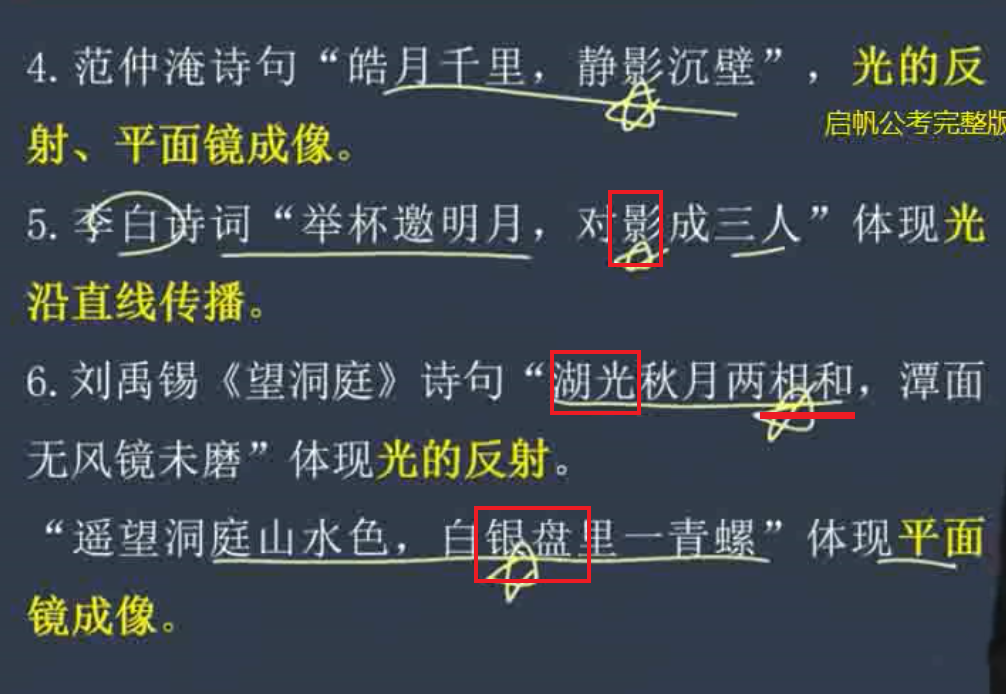 4. 范仲淹诗句“皓月千里，静影沉壁”，光的反
启帆公考完整版
射、平面镜成像。
5. 李白诗词“举杯邀明月，对影成三人”体现光
沿直线传播。
6. 刘禹锡《望洞庭》诗句“湖光秋月两相和，潭面
无风镜未磨”体现光的反射。
“遥望洞庭山水色，白银盘里一青螺”体现平面
镜成像。